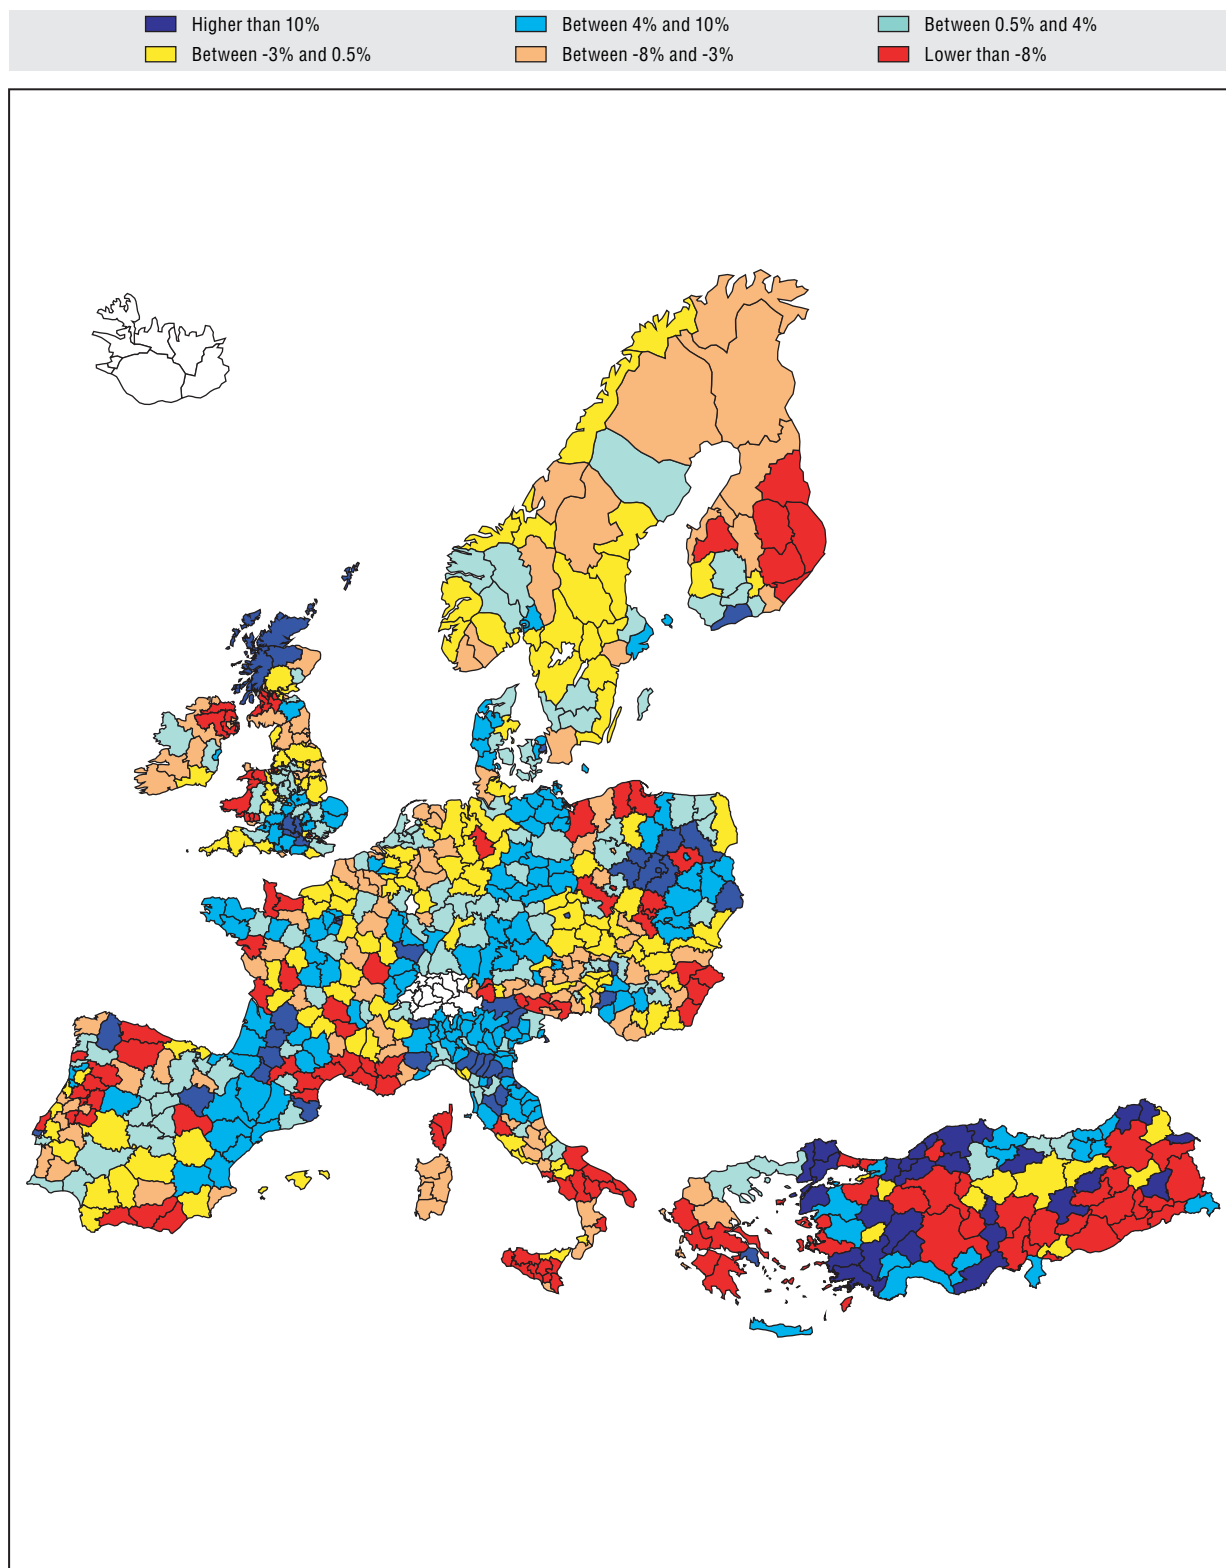 Higher than 10% Between 4% and 10% Between 0.5% and 4%
Between -3% and 0.5% Between -8% and -3% Lower than -8%